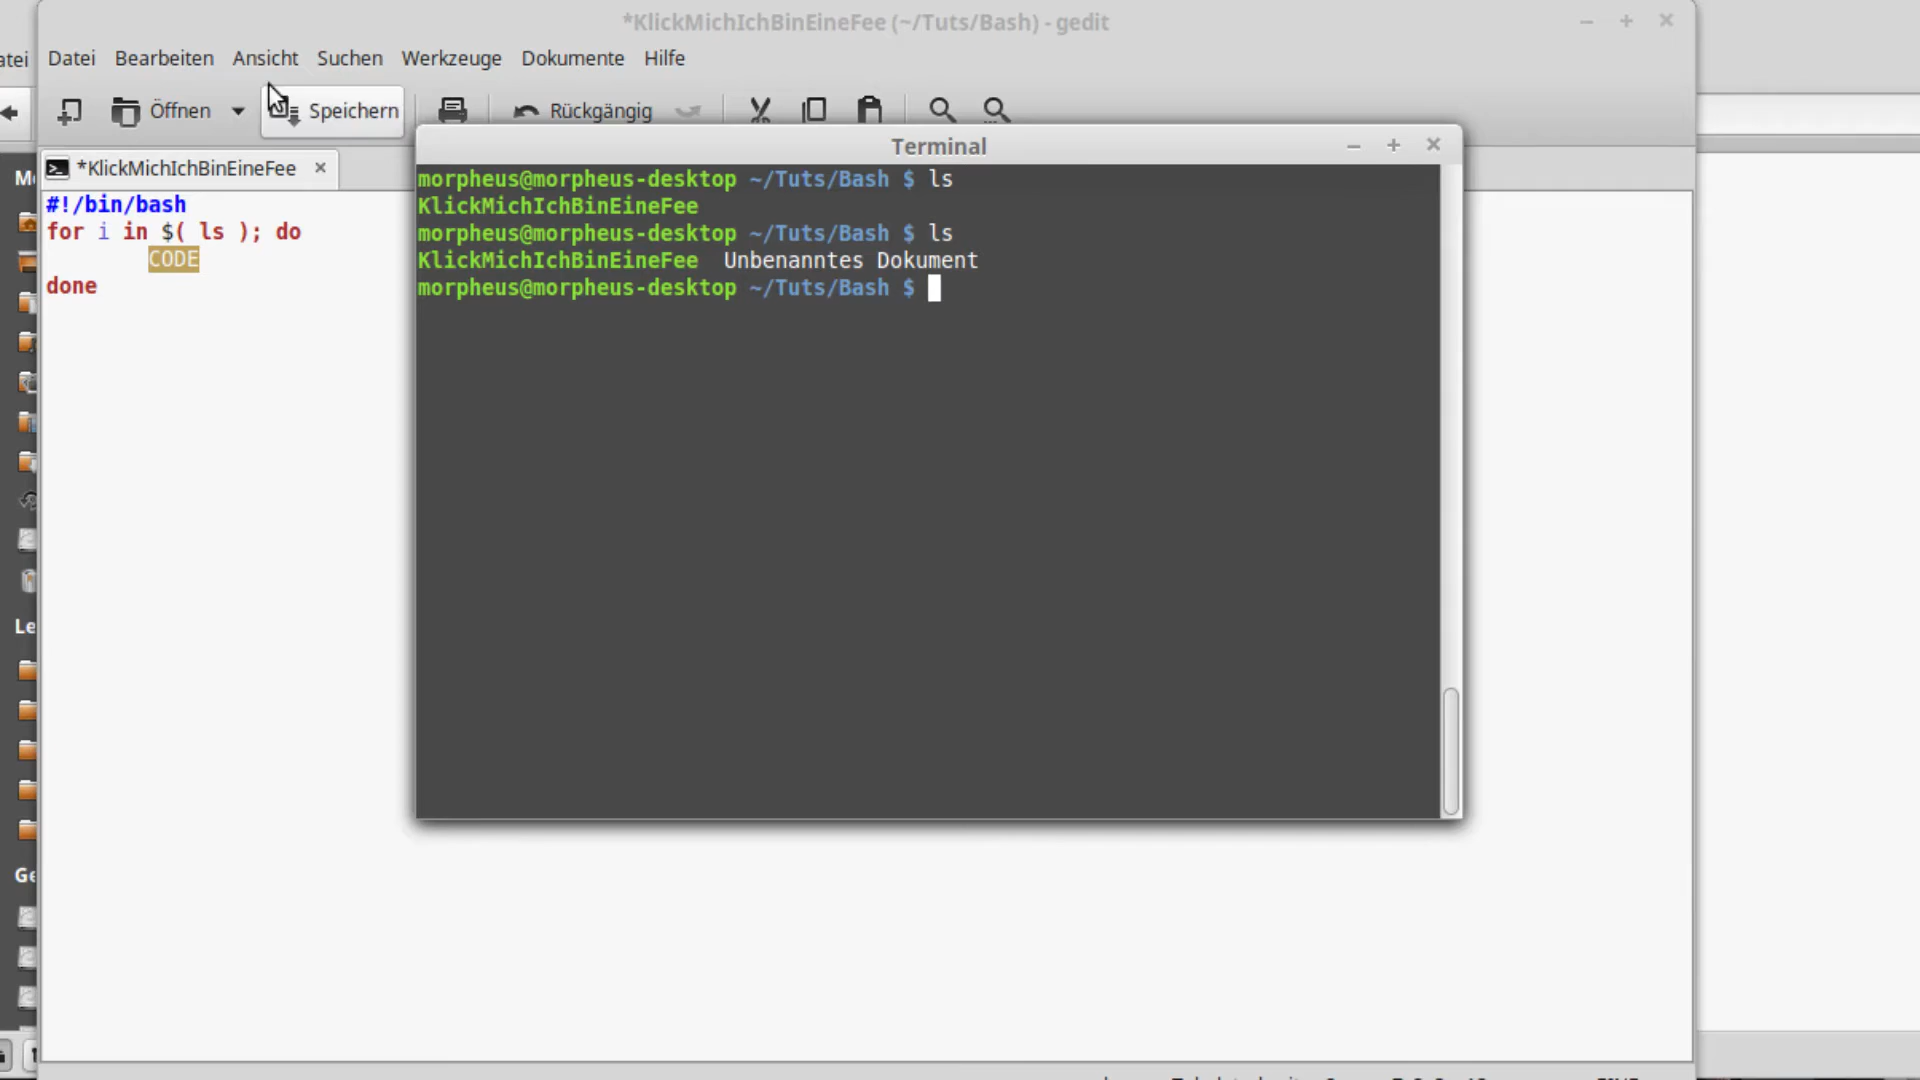 *KlickMichIchBinEineFee (~/Tuts/Bash) - gedit
atei
Datei Bearbeiten Ansicht Suchen Werkzeuge Dokumente Hilfe
Öffnen Speichern Rückgängig
*KlickMichIchBinEineFee
#!/bin/bash
for i in $( ls ); do
CODE
done
Terminal
morpheus@morpheus-desktop ~/Tuts/Bash $ ls
KlickMichIchBinEineFee
morpheus@morpheus-desktop ~/Tuts/Bash $ ls
KlickMichIchBinEineFee Unbenanntes Dokument
morpheus@morpheus-desktop ~/Tuts/Bash $
Le